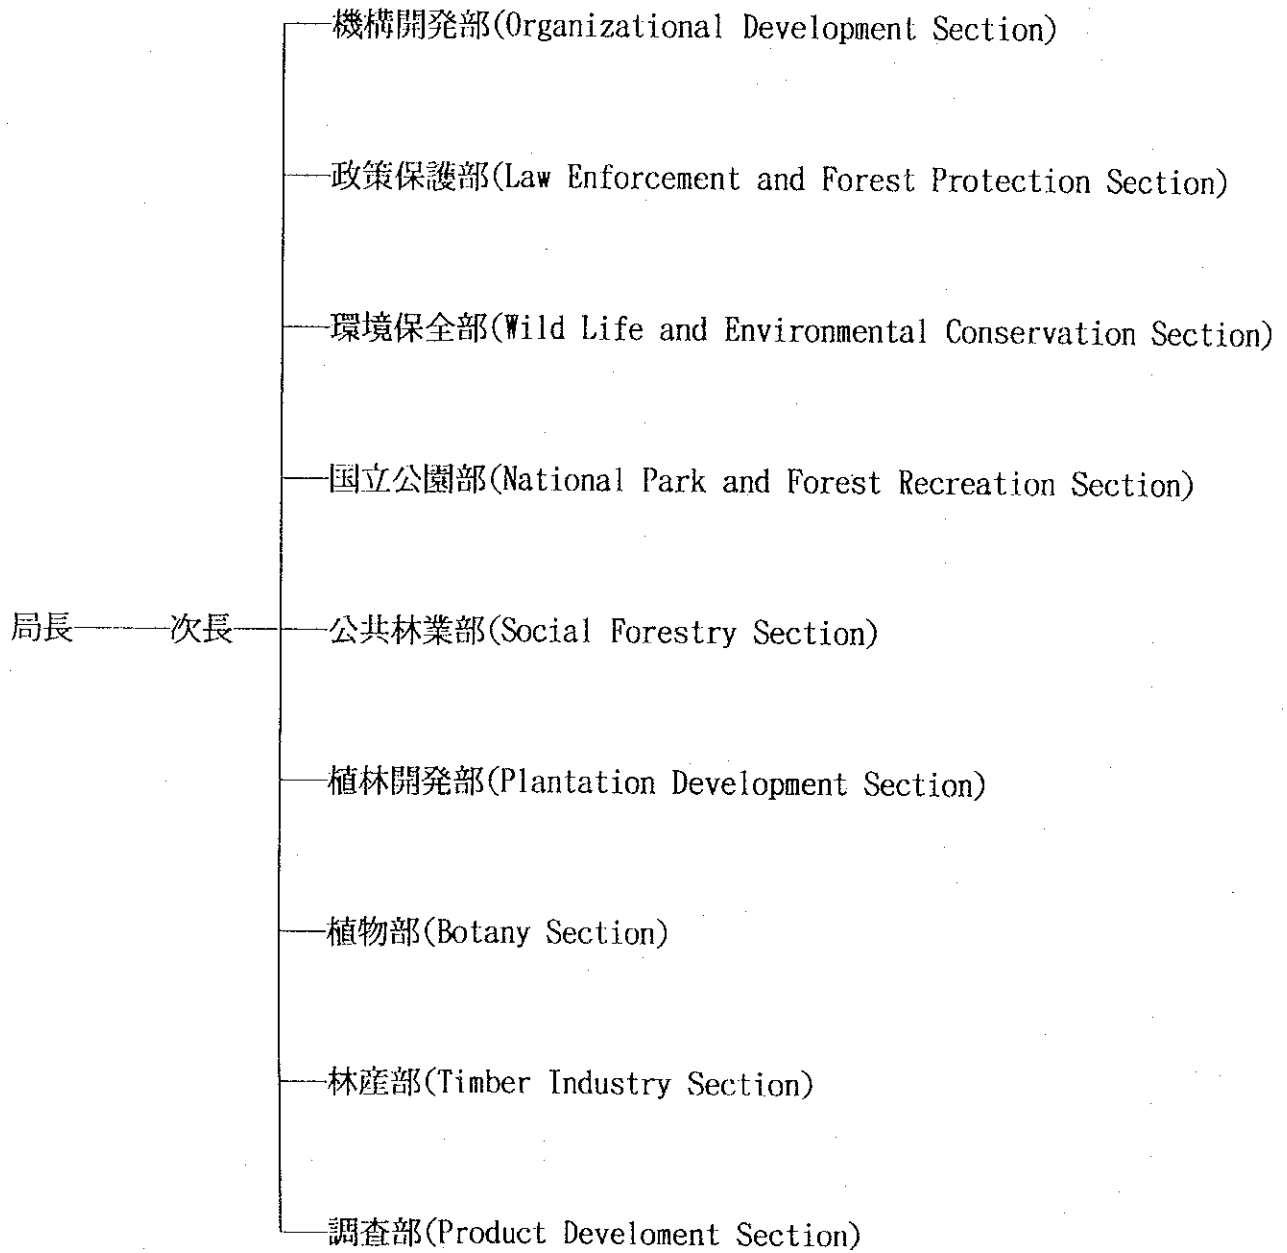 機構開発部(Organizational Development Section)
政策保護部(Law Enforcement and Forest Protection Section)
環境保全部(Wild Life and Environmental Conservation Section)
国立公園部(National Park and Forest Recreation Section)
局長 次長 公共林業部(Social Forestry Section)
植林開発部(Plantation Development Section)
植物部(Botany Section)
林産部(Timber Industry Section)
調査部(Product Develoment Section)